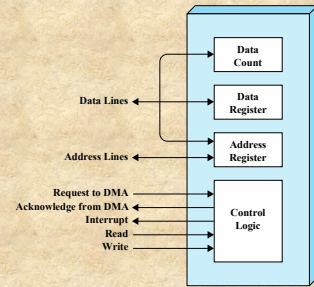 Data
Count
Data Lines
Data
Register
Address Lines
Address
Register
Request to DMA
Acknowledge from DMA
Interrupt
Read
Write
Control
Logic